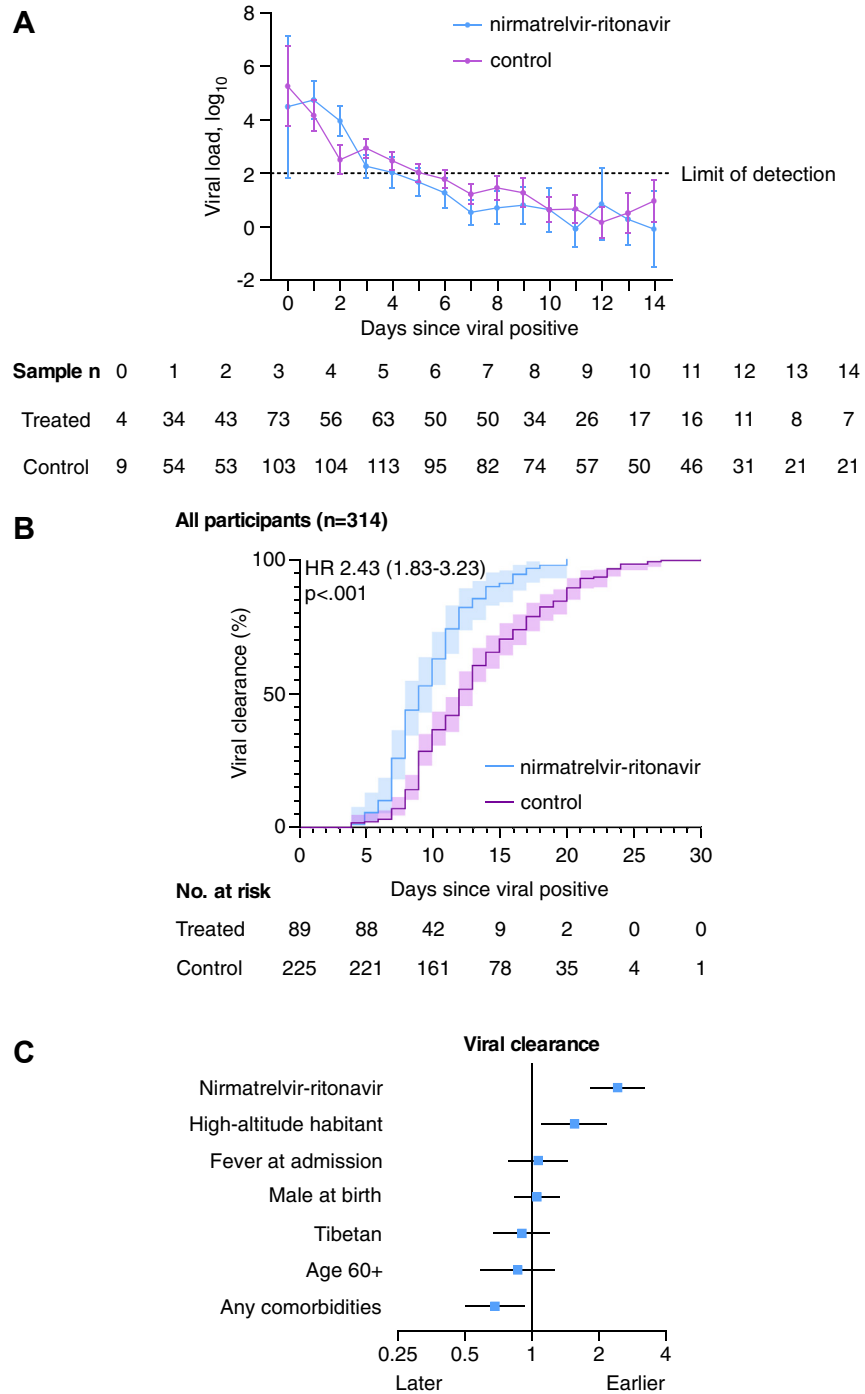 A
8
6
4
2
0
-2
Viral load, log10
nirmatrelvir-ritonavir
control
Limit of detection
0 2 4 6 8 10 12 14
Days since viral positive
Sample n 0 1 2 3 4 5 6 7 8 9 10 11 12 13 14
Treated 4 34 43 73 56 63 50 50 34 26 17 16 11 8 7
Control 9 54 53 103 104 113 95 82 74 57 50 46 31 21 21
B
All participants (n=314)
100
50
0
Viral clearance (%)
HR 2.43 (1.83-3.23)
p<.001
nirmatrelvir-ritonavir
control
0 5 10 15 20 25 30
Days since viral positive
No. at risk
Treated 89 88 42 9 2 0 0
Control 225 221 161 78 35 4 1
C
Viral clearance
Nirmatrelvir-ritonavir
High-altitude habitant
Fever at admission
Male at birth
Tibetan
Age 60+
Any comorbidities
0.25 0.5 1 2 4
Later Earlier